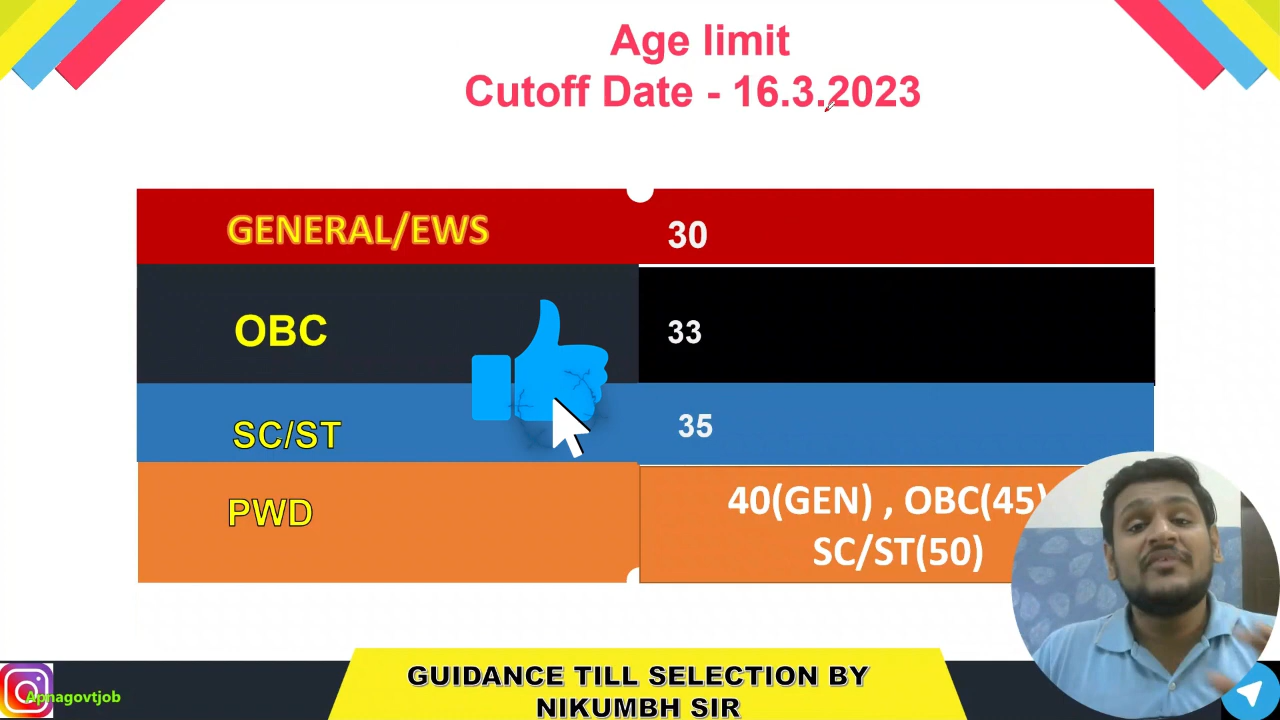 Age limit
Cutoff Date - 16.3.2023
GENERAL/EWS
30
OBC
33
SC/ST
35
PWD
40(GEN) , OBC(45)
SC/ST(50)
GUIDANCE TILL SELECTION BY
NIKUMBH SIR
Apnagovtjob